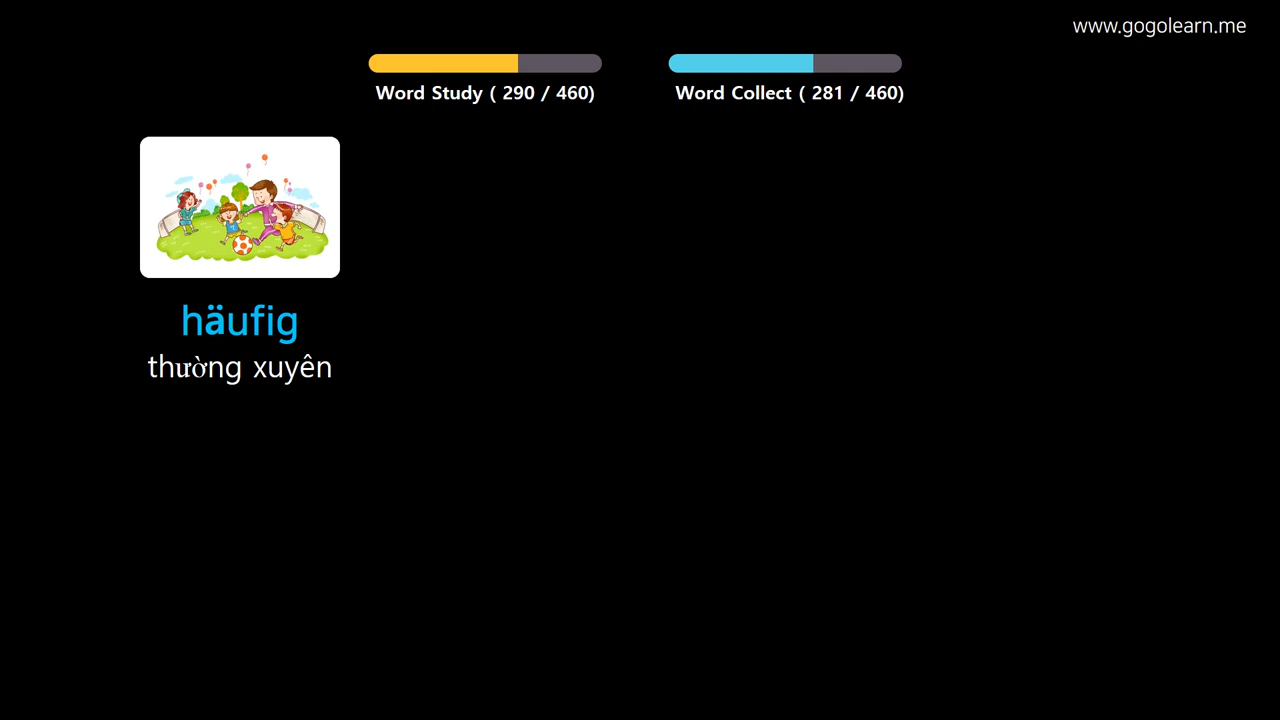 www.gogolearn.me
Word Study ( 290 / 460)
Word Collect ( 281 / 460)
häufig
thường xuyên